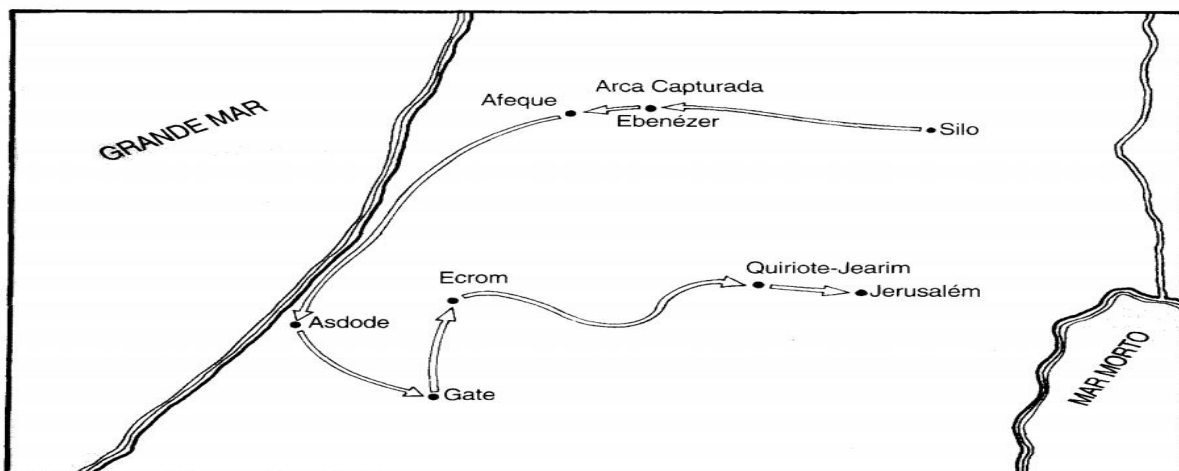 GRANDE MAR
Arca Capturada
Afeque
Ebenézer
Silo
Quiriote-Jearim
Ecrom
Jerusalém
Asdode
Gate
MAR MORTO